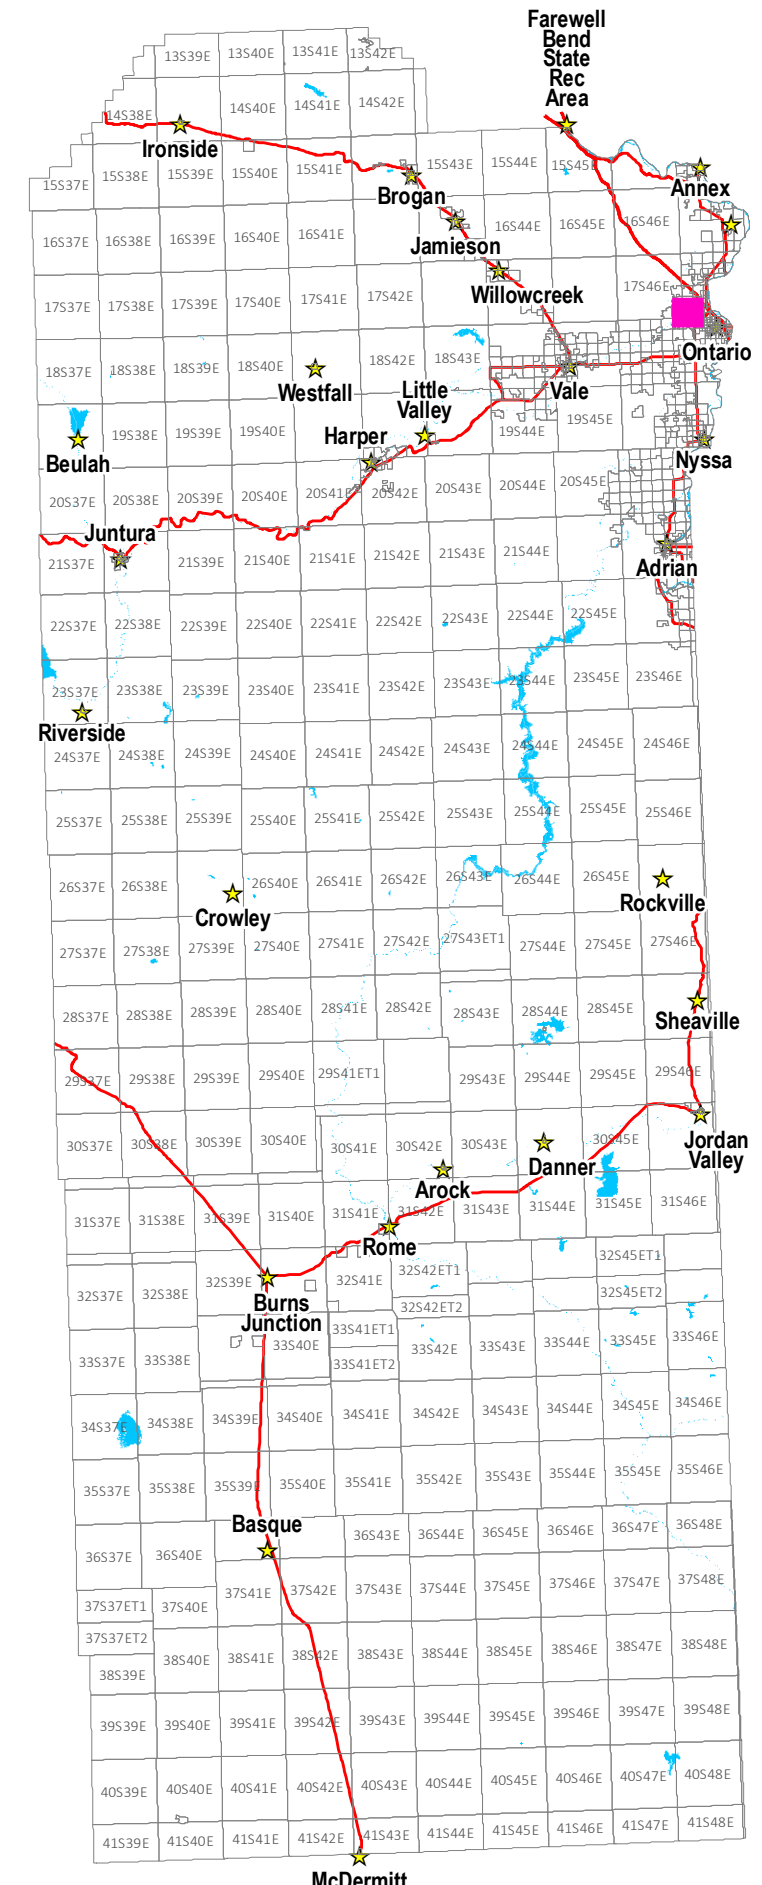 Farewell
Bend
State
Rec
Area
13S39E 13S40E 13S41E 13S42E
14S38E 14S40E 14S41E 14S42E
Ironside
15S37E 15S38E 15S39E 15S40E 15S41E 15S43E 15S44E 15S45E
Brogan
Annex
16S37E 16S38E 16S39E 16S40E 16S41E 16S44E 16S45E 16S46E
Jamieson
17S37E 17S38E 17S39E 17S40E 17S41E 17S42E 17S46E
Willowcreek
Ontario
18S37E 18S38E 18S39E 18S40E 18S42E 18S43E
Westfall
Little
Valley
Vale
19S38E 19S39E 19S40E 19S44E 19S45E
Harper
Beulah
Nyssa
20S37E 20S38E 20S39E 20S40E 20S41E 20S42E 20S43E 20S44E 20S45E
Juntura
21S37E 21S39E 21S40E 21S41E 21S42E 21S43E 21S44E
Adrian
22S37E 22S38E 22S39E 22S40E 22S41E 22S42E 22S43E 22S44E 22S45E
23S37E 23S38E 23S39E 23S40E 23S41E 23S42E 23S43E 23S44E 23S45E 23S46E
Riverside
24S37E 24S38E 24S39E 24S40E 24S41E 24S42E 24S43E 24S44E 24S45E 24S46E
25S37E 25S38E 25S39E 25S40E 25S41E 25S42E 25S43E 25S44E 25S45E 25S46E
26S37E 26S38E 26S40E 26S41E 26S42E 26S43E 26S44E 26S45E
Crowley
Rockville
27S37E 27S38E 27S39E 27S40E 27S41E 27S42E 27S43ET1 27S44E 27S45E 27S46E
28S37E 28S38E 28S39E 28S40E 28S41E 28S42E 28S43E 28S44E 28S45E
Sheaville
29S37E 29S38E 29S39E 29S40E 29S41ET1 29S43E 29S44E 29S45E 29S46E
30S37E 30S38E 30S39E 30S40E 30S41E 30S42E 30S43E 30S45E
Jordan
Valley
Danner
Arock
31S37E 31S38E 31S39E 31S40E 31S41E 31S42E 31S43E 31S44E 31S45E 31S46E
Rome
32S37E 32S38E 32S39E 32S41E 32S42ET1 32S45ET1
32S42ET2 32S45ET2
Burns
Junction
33S37E 33S38E 33S40E 33S41ET1 33S42E 33S43E 33S44E 33S45E 33S46E
33S41ET2
34S37E 34S38E 34S39E 34S40E 34S41E 34S42E 34S43E 34S44E 34S45E 34S46E
35S37E 35S38E 35S39E 35S40E 35S41E 35S42E 35S43E 35S44E 35S45E 35S46E
Basque
36S37E 36S40E 36S43E 36S44E 36S45E 36S46E 36S47E 36S48E
37S37ET1 37S40E 37S41E 37S42E 37S43E 37S44E 37S45E 37S46E 37S47E 37S48E
37S37ET2
38S39E 38S40E 38S41E 38S42E 38S43E 38S44E 38S45E 38S46E 38S47E 38S48E
39S39E 39S40E 39S41E 39S42E 39S43E 39S44E 39S45E 39S46E 39S47E 39S48E
40S39E 40S40E 40S41E 40S42E 40S43E 40S44E 40S45E 40S46E 40S47E 40S48E
41S39E 41S40E 41S41E 41S42E 41S43E 41S44E 41S45E 41S46E 41S47E 41S48E
McDermitt